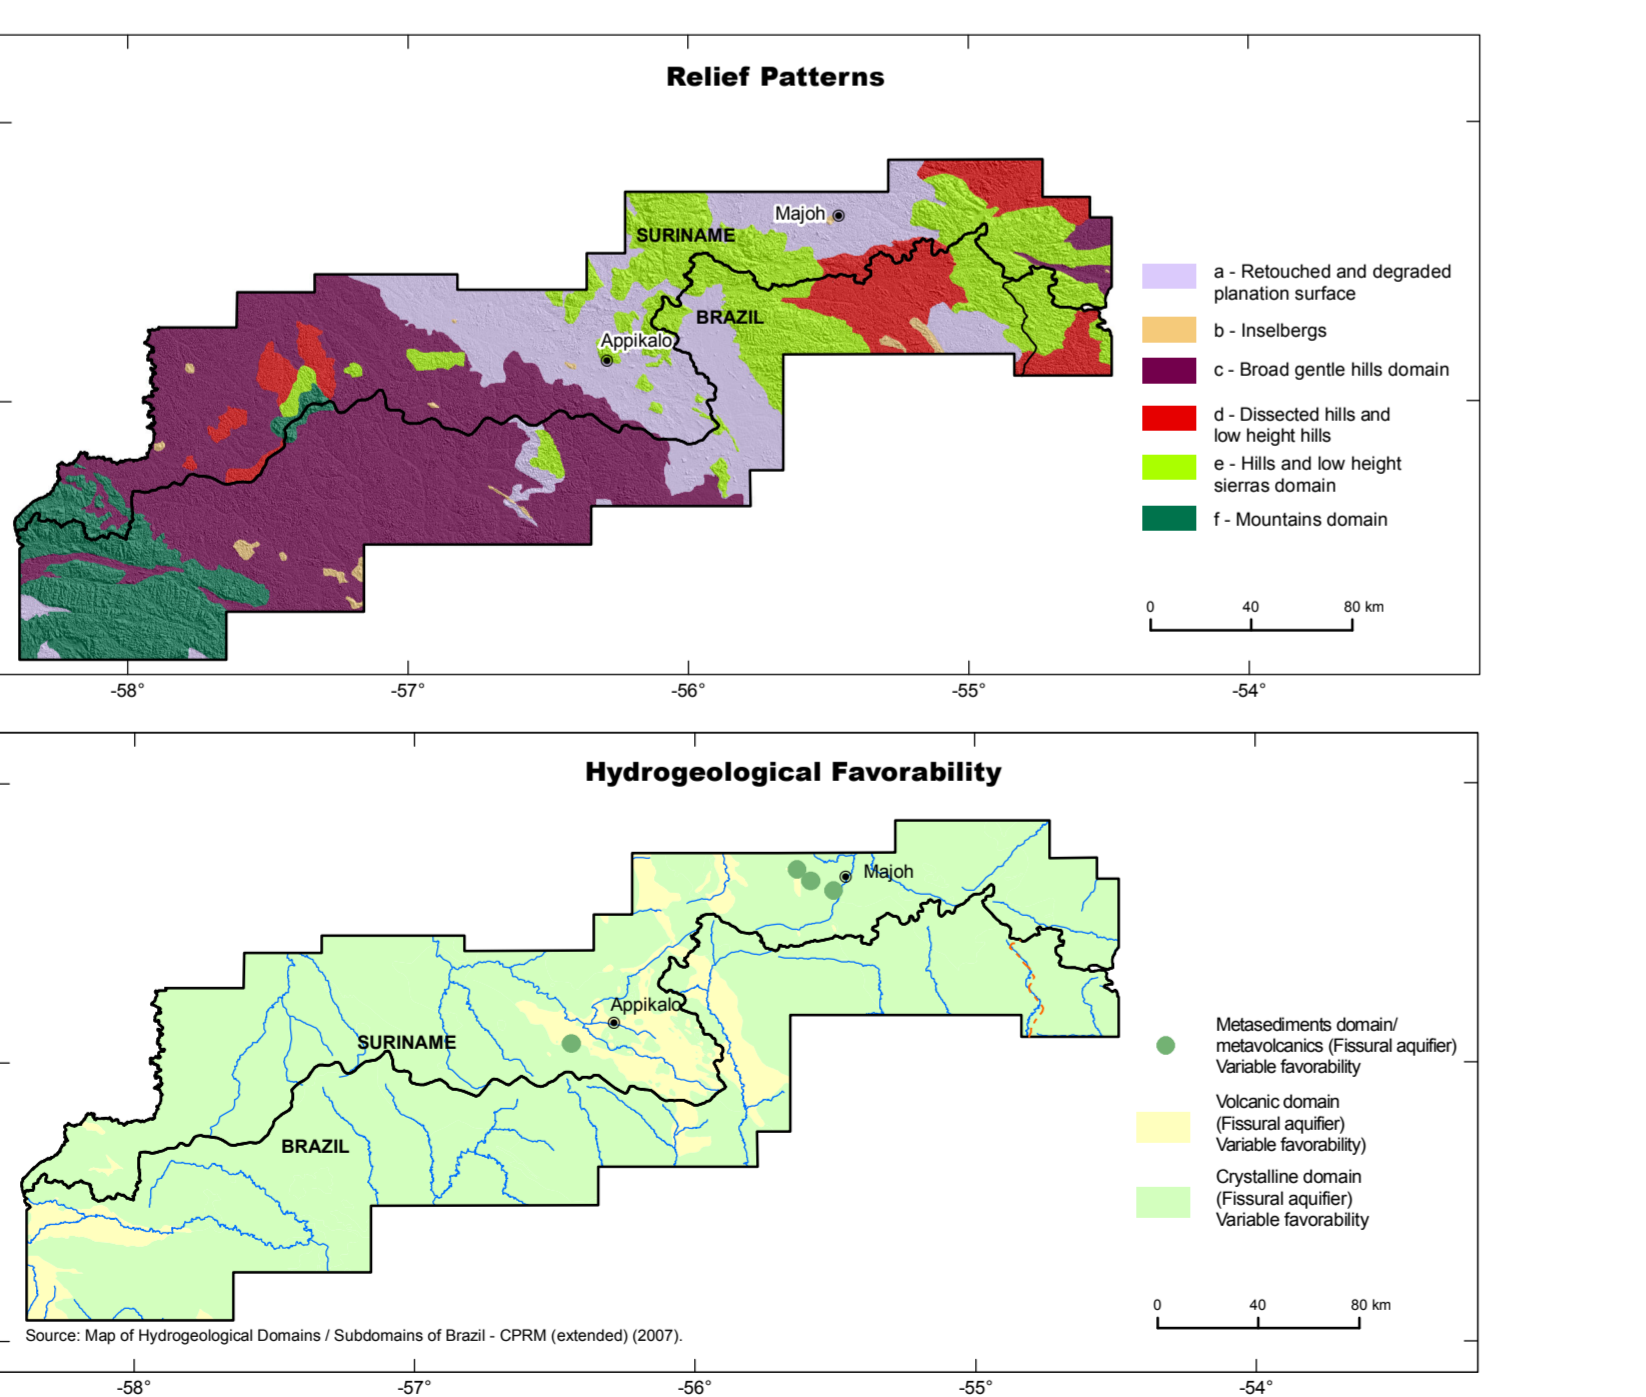 Relief Patterns
Majoh
SURINAME
BRAZIL
Appikalo
a - Retouched and degraded
planation surface
b - Inselbergs
c - Broad gentle hills domain
d - Dissected hills and
low height hills
e - Hills and low height
sierras domain
f - Mountains domain
0 40 80 km
-58° -57° -56° -55° -54°
Hydrogeological Favorability
Majoh
Appikalo
SURINAME
BRAZIL
Metasediments domain/
metavolcanics (Fissural aquifier)
Variable favorability
Volcanic domain
(Fissural aquifier)
Variable favorability)
Crystalline domain
(Fissural aquifier)
Variable favorability
0 40 80 km
Source: Map of Hydrogeological Domains / Subdomains of Brazil - CPRM (extended) (2007).
-58° -57° -56° -55° -54°